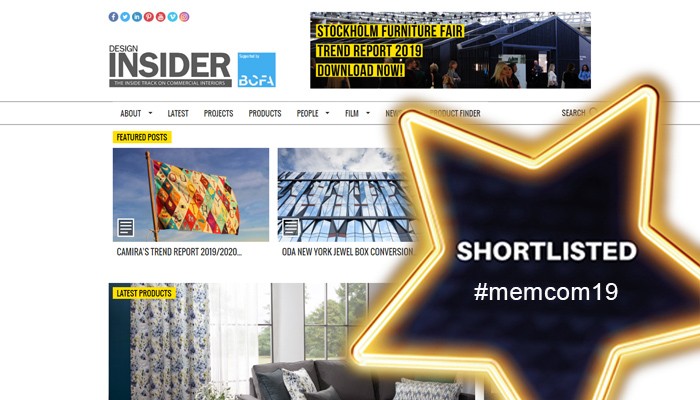 STOCKHOLM FURNITURE FAIR
TREND REPORT 2019
DOWNLOAD NOW!
DESIGN
INSIDER
THE INSIDE TRACK ON COMMERCIAL INTERIORS
Supported by
BCFA
ABOUT LATEST PROJECTS PRODUCTS PEOPLE FILM PRODUCT FINDER SEARCH
FEATURED POSTS
CAMIRA'S TREND REPORT 2019/2020...
ODA NEW YORK JEWEL BOX CONVERSION
LATEST PRODUCTS
SHORTLISTED
#memcom19